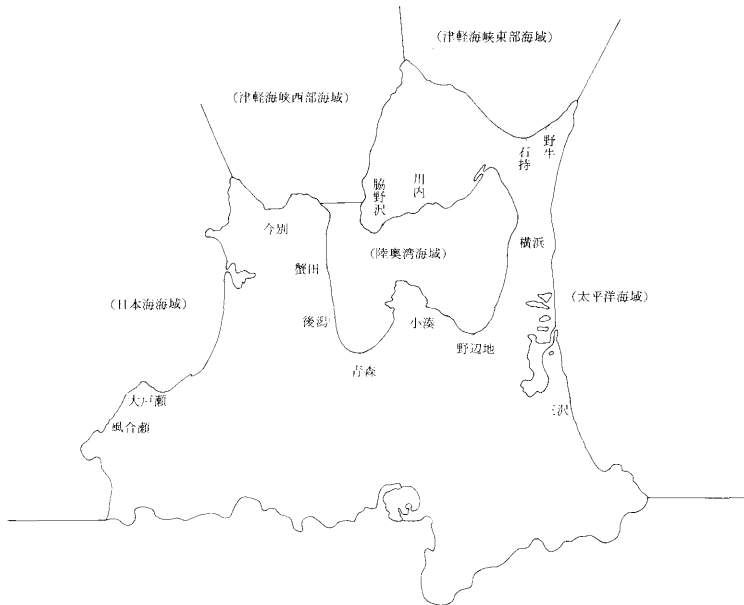 (津軽海峡東部海域)
(津軽海峡西部海域)
野牛
石持
川内
脇野沢
今別
横浜
(陸奥湾海域)
蟹田
(日本海海域)
(太平洋海域)
後潟
小湊
野辺地
青森
大戸瀬
三沢
風合瀬